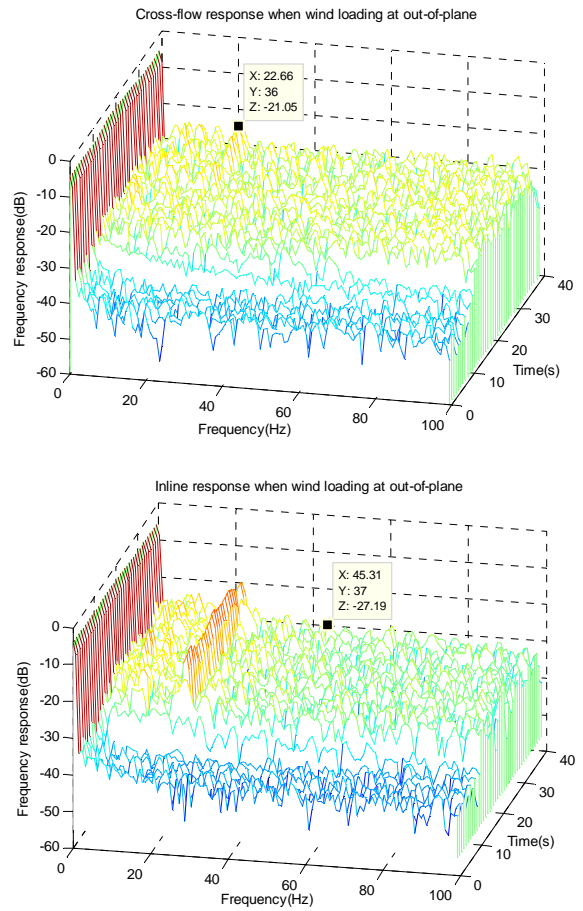 Cross-flow response when wind loading at out-of-plane
X: 22.66
Y: 36
Z: -21.05
0
-10
-20
-30
-40
-50
-60
Frequency response(dB)
0
20
40
60
80
100
Frequency(Hz)
0
10
20
30
40
Time(s)
Inline response when wind loading at out-of-plane
X: 45.31
Y: 37
Z: -27.19
0
-10
-20
-30
-40
-50
-60
Frequency response(dB)
0
20
40
60
80
100
Frequency(Hz)
0
10
20
30
40
Time(s)